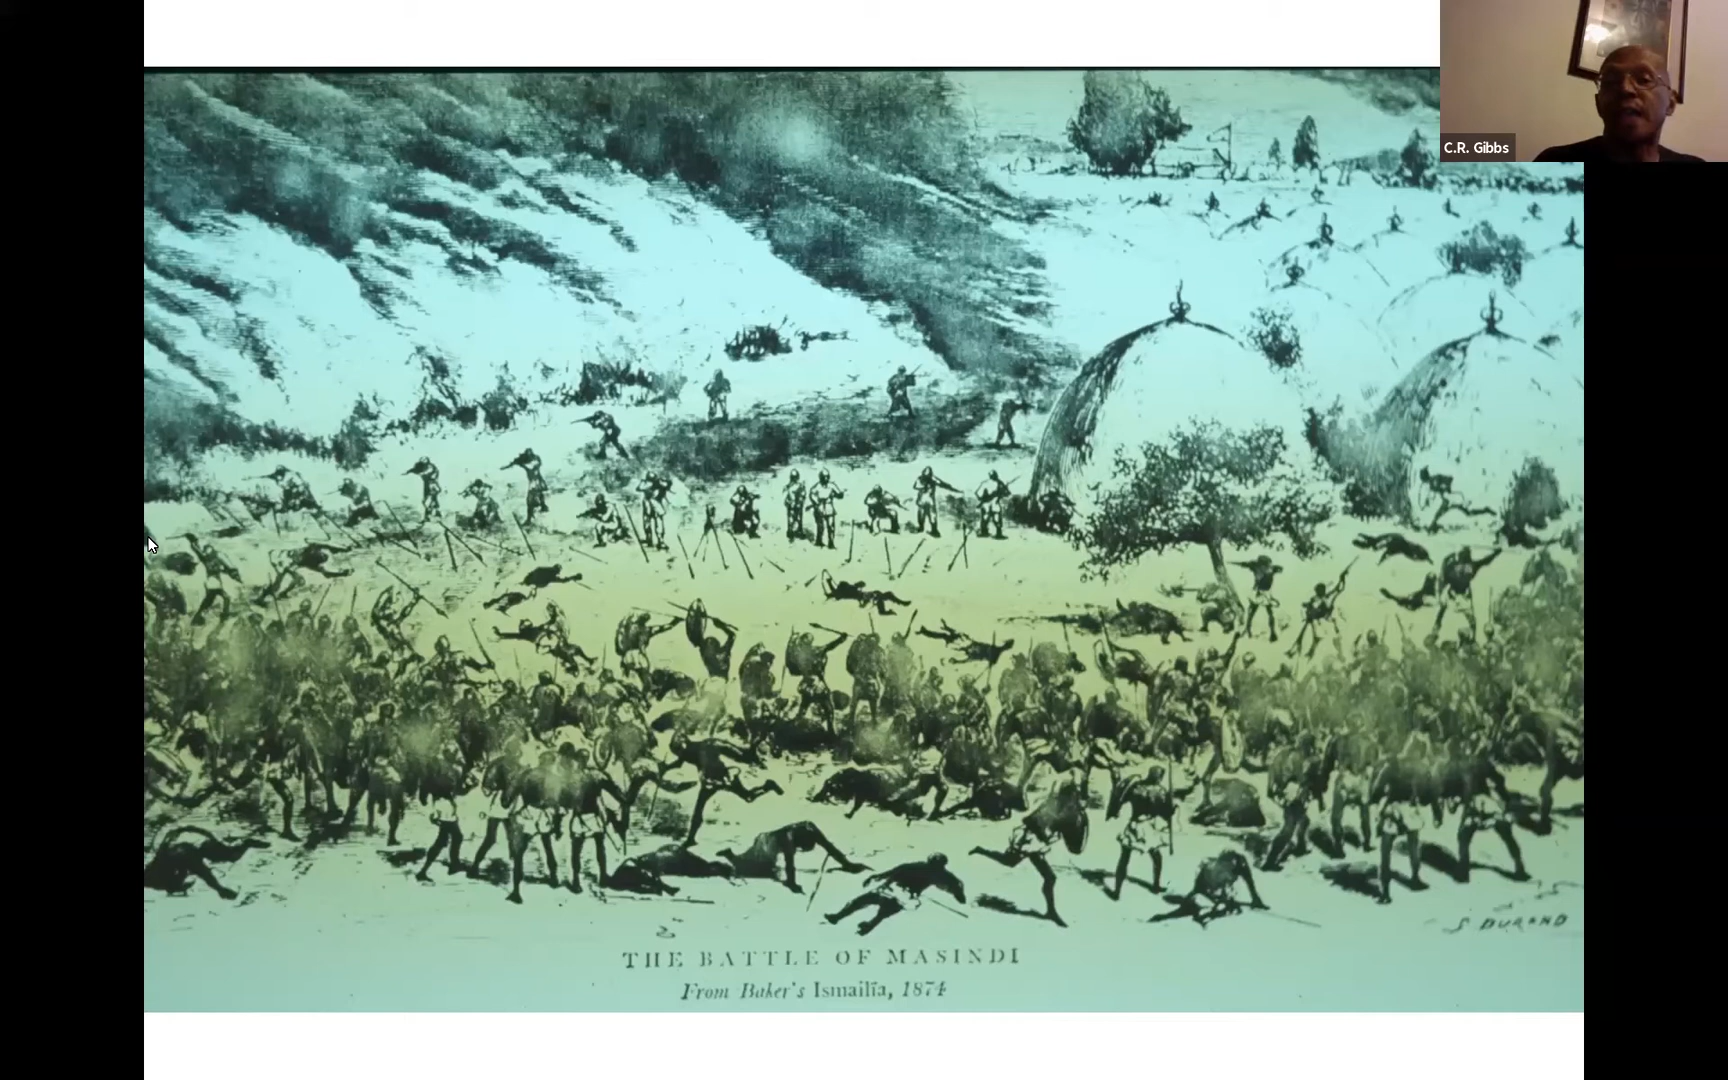 C.R. Gibbs
S DURAND
THE BATTLE OF MASINDI
From Baker's Ismailïa, 1874